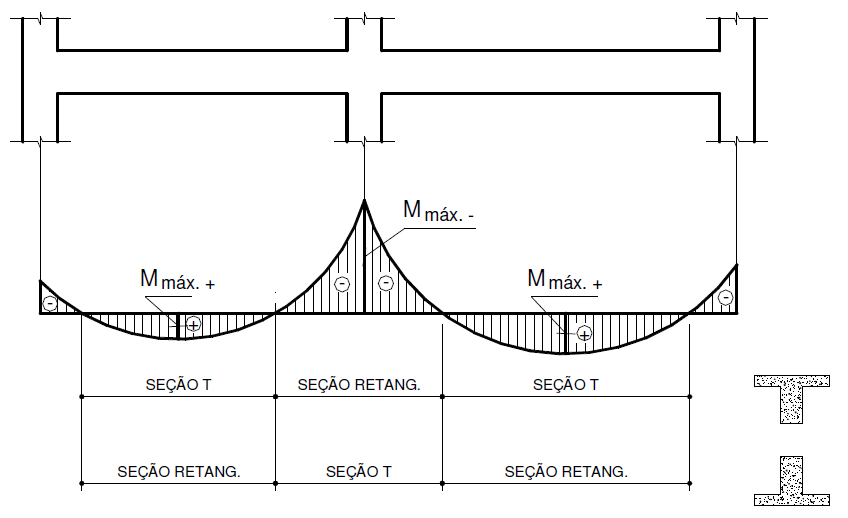 M máx. -
M máx. +
M máx. +
- - - -
+ +
SEÇÃO T SEÇÃO RETANG. SEÇÃO T
SEÇÃO RETANG. SEÇÃO T SEÇÃO RETANG.